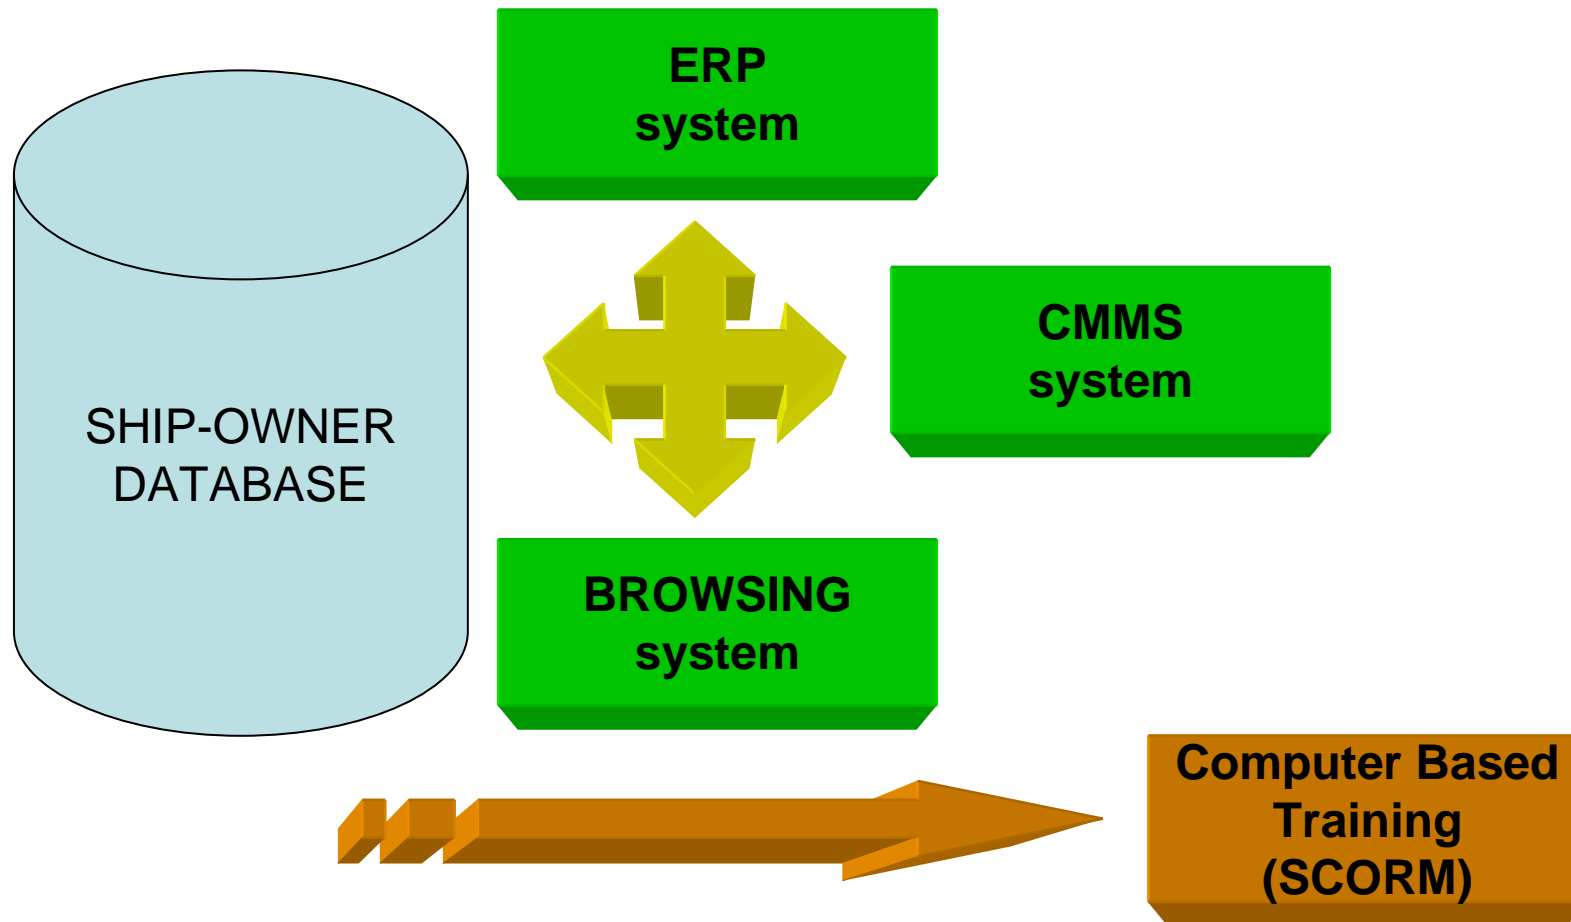 ERP
system
CMMS
system
SHIP-OWNER
DATABASE
BROWSING
system
Computer Based
Training
(SCORM)